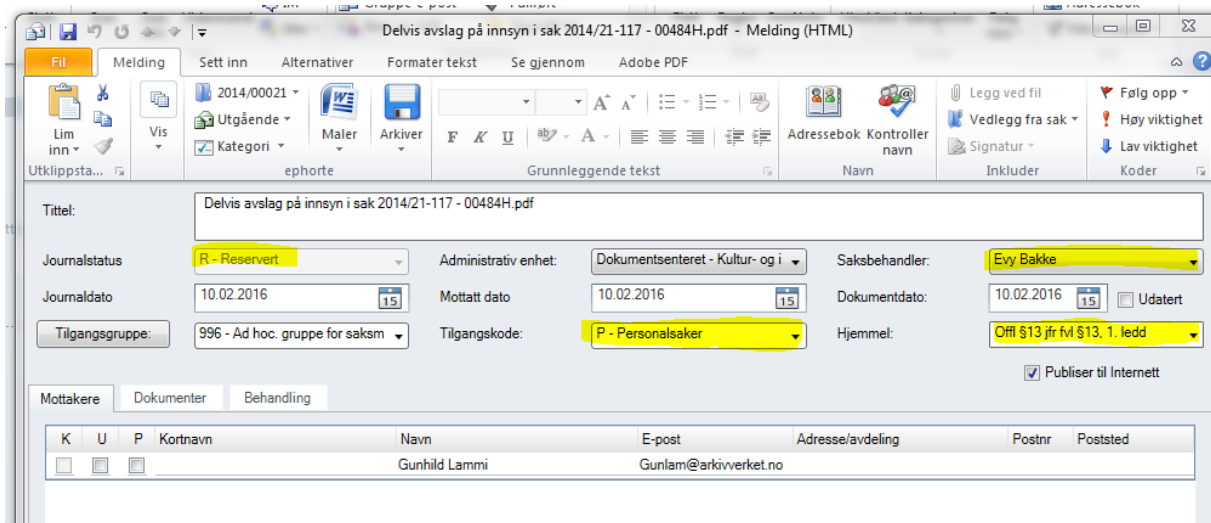 Delvis avslag på innsyn i sak 2014/21-117 - 00484H.pdf - Melding (HTML)
Fil Melding Sett inn Alternativer Formater tekst Se gjennom Adobe PDF
Lim inn
Vis
2014/00021
Utgående
Kategori
Maler
Arkiver
F K U
Adressebok
Kontroller navn
Legg ved fil
Vedlegg fra sak
Signatur
Følg opp
Høy viktighet
Lav viktighet
Utklippsta... ephorte Grunnleggende tekst Navn Inkluder Koder
Tittel: Delvis avslag på innsyn i sak 2014/21-117 - 00484H.pdf
Journalstatus R - Reservert Administrativ enhet: Dokumentsenteret - Kultur- og i Saksbehandler: Evy Bakke
Journaldato 10.02.2016 15 Mottatt dato 10.02.2016 15 Dokumentdato: 10.02.2016 15 Udatert
Tilgangsgruppe: 996 - Ad hoc. gruppe for saksm Tilgangskode: P - Personalsaker Hjemmel: Offl §13 jfr fvl §13, 1. ledd
Publiser til Internett
Mottakere Dokumenter Behandling
K U P Kortnavn Navn E-post Adresse/avdeling Postnr Poststed
Gunhild Lammi Gunlam@arkivverket.no